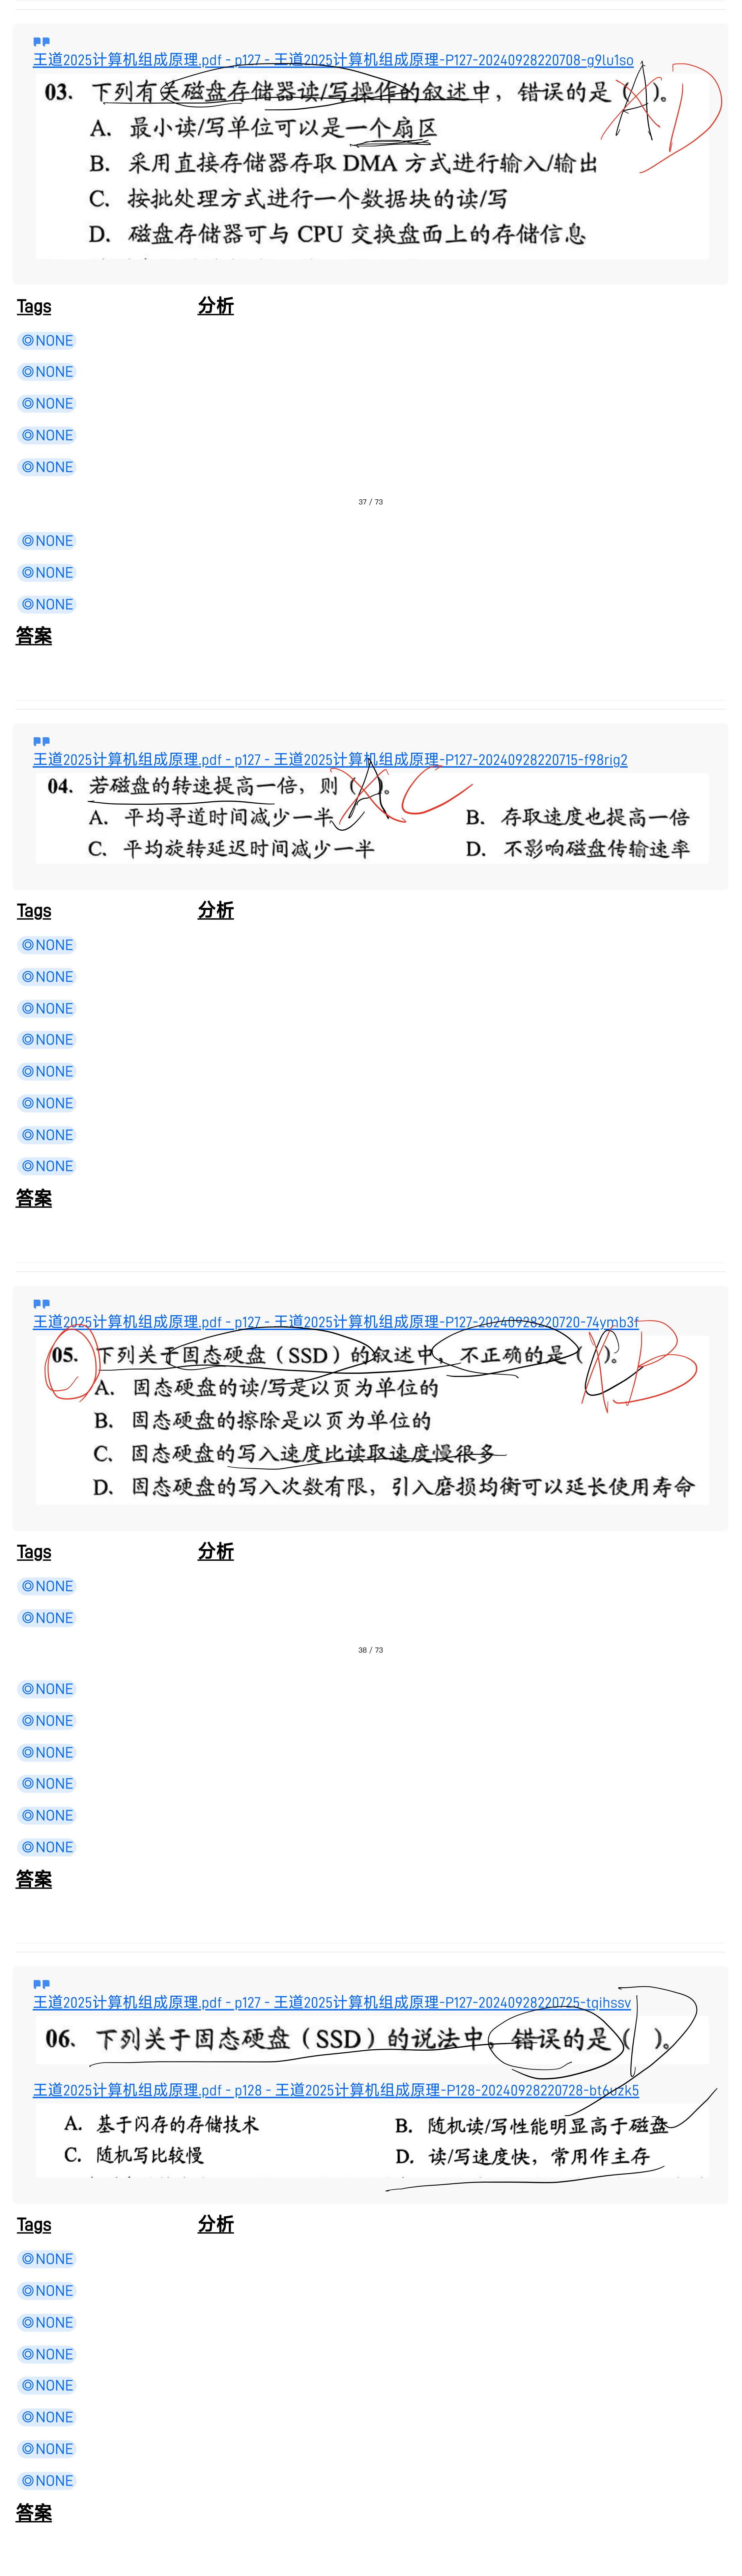 王道2025计算机组成原理.pdf - p127 - 王道2025计算机组成原理-P127-20240928220708-g9lu1so
03. 下列有关磁盘存储器读/写操作的叙述中，错误的是（A）。 D
A. 最小读/写单位可以是一个扇区
B. 采用直接存储器存取 DMA 方式进行输入/输出
C. 按批处理方式进行一个数据块的读/写
D. 磁盘存储器可与 CPU 交换盘面上的存储信息
Tags 分析
◎NONE
◎NONE
◎NONE
◎NONE
◎NONE
37 / 73
◎NONE
◎NONE
◎NONE
答案
王道2025计算机组成原理.pdf - p127 - 王道2025计算机组成原理-P127-20240928220715-f98rig2
04. 若磁盘的转速提高一倍，则（A）。 C
A. 平均寻道时间减少一半 B. 存取速度也提高一倍
C. 平均旋转延迟时间减少一半 D. 不影响磁盘传输速率
Tags 分析
◎NONE
◎NONE
◎NONE
◎NONE
◎NONE
◎NONE
◎NONE
◎NONE
答案
王道2025计算机组成原理.pdf - p127 - 王道2025计算机组成原理-P127-20240928220720-74ymb3f
05. 下列关于固态硬盘（SSD）的叙述中，不正确的是（ ）。 B
A. 固态硬盘的读/写是以页为单位的
B. 固态硬盘的擦除是以页为单位的
C. 固态硬盘的写入速度比读取速度慢很多
D. 固态硬盘的写入次数有限，引入磨损均衡可以延长使用寿命
Tags 分析
◎NONE
◎NONE
38 / 73
◎NONE
◎NONE
◎NONE
◎NONE
◎NONE
◎NONE
答案
王道2025计算机组成原理.pdf - p127 - 王道2025计算机组成原理-P127-20240928220725-tqihssv
06. 下列关于固态硬盘（SSD）的说法中，错误的是（ ）。 D
王道2025计算机组成原理.pdf - p128 - 王道2025计算机组成原理-P128-20240928220728-bt6uzk5
A. 基于闪存的存储技术 B. 随机读/写性能明显高于磁盘
C. 随机写比较慢 D. 读/写速度快，常用作主存
Tags 分析
◎NONE
◎NONE
◎NONE
◎NONE
◎NONE
◎NONE
◎NONE
◎NONE
答案